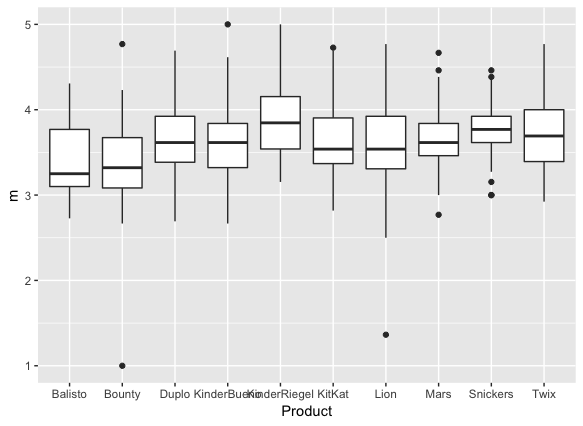 5
4
3
2
1
m
Balisto Bounty Duplo KinderBueno KinderRiegel KitKat Lion Mars Snickers Twix
Product